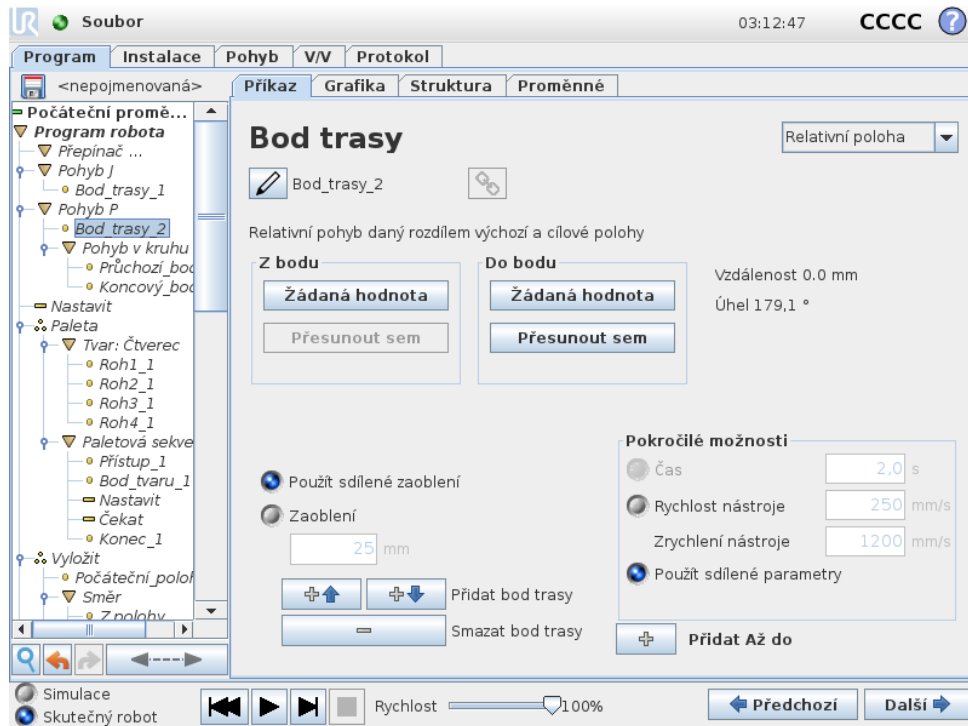 UR Soubor 03:12:47 CCCC ?
Program Instalace Pohyb V/V Protokol
<nepojmenovaná> Příkaz Grafika Struktura Proměnné
Počáteční promě...
Program robota
Přepínač ...
Pohyb J
Bod_trasy_1
Pohyb P
Bod_trasy_2
Pohyb v kruhu
Průchozí_boc
Koncový_boc
Nastavit
Paleta
Tvar: Čtverec
Roh1_1
Roh2_1
Roh3_1
Roh4_1
Paletová sekve
Přístup_1
Bod_tvaru_1
Nastavit
Čekat
Konec_1
Vyložit
Počáteční_poloh
Směr
Z polohy
Bod trasy
Relativní poloha
Bod_trasy_2
Relativní pohyb daný rozdílem výchozí a cílové polohy
Z bodu
Žádaná hodnota
Přesunout sem
Do bodu
Žádaná hodnota
Přesunout sem
Vzdálenost 0.0 mm
Úhel 179,1 °
Použít sdílené zaoblení
Zaoblení
25 mm
Přidat bod trasy
Smazat bod trasy
Pokročilé možnosti
Čas 2,0 s
Rychlost nástroje 250 mm/s
Zrychlení nástroje 1200 mm/s
Použít sdílené parametry
Přidat Až do
Simulace
Skutečný robot
Rychlost 100%
Předchozí
Další